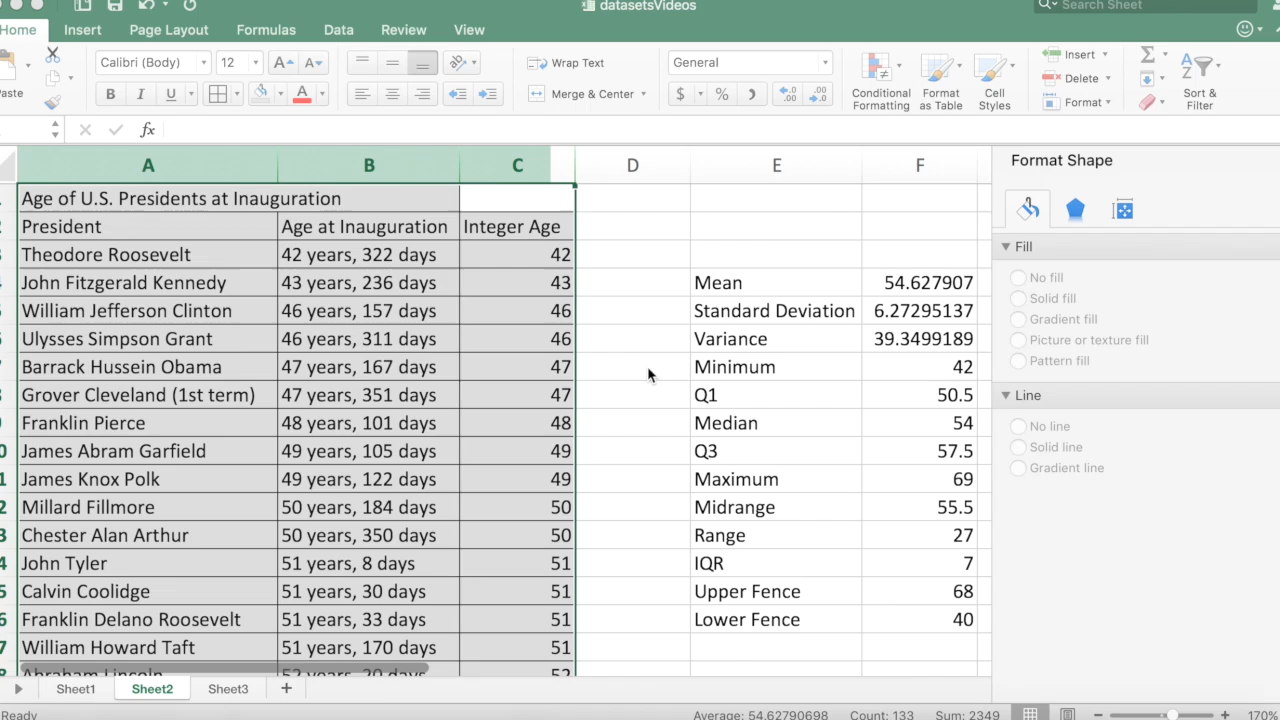 datasetsVideos
Search Sheet
Home Insert Page Layout Formulas Data Review View
Calibri (Body) 12 A A Wrap Text General Insert
B I U A Merge & Center $ % Conditional Formatting Format as Table Cell Styles Delete Format Sort & Filter
fx
A B C D E F
Format Shape
Age of U.S. Presidents at Inauguration
President Age at Inauguration Integer Age
Theodore Roosevelt 42 years, 322 days 42
John Fitzgerald Kennedy 43 years, 236 days 43 Mean 54.627907
William Jefferson Clinton 46 years, 157 days 46 Standard Deviation 6.27295137
Ulysses Simpson Grant 46 years, 311 days 46 Variance 39.3499189
Barrack Hussein Obama 47 years, 167 days 47 Minimum 42
Grover Cleveland (1st term) 47 years, 351 days 47 Q1 50.5
Franklin Pierce 48 years, 101 days 48 Median 54
James Abram Garfield 49 years, 105 days 49 Q3 57.5
James Knox Polk 49 years, 122 days 49 Maximum 69
Millard Fillmore 50 years, 184 days 50 Midrange 55.5
Chester Alan Arthur 50 years, 350 days 50 Range 27
John Tyler 51 years, 8 days 51 IQR 7
Calvin Coolidge 51 years, 30 days 51 Upper Fence 68
Franklin Delano Roosevelt 51 years, 33 days 51 Lower Fence 40
William Howard Taft 51 years, 170 days 51
Abraham Lincoln 52 years, 20 days 52
Fill
No fill
Solid fill
Gradient fill
Picture or texture fill
Pattern fill
Line
No line
Solid line
Gradient line
Sheet1 Sheet2 Sheet3 +
Ready Average: 54.62790698 Count: 133 Sum: 2349 170%